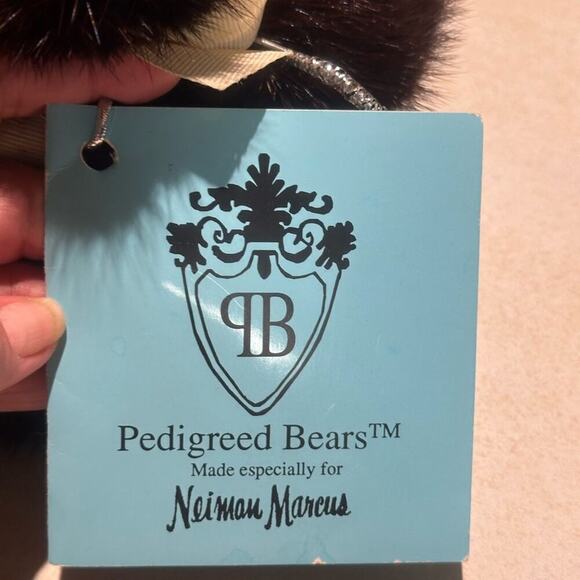 PB
Pedigreed Bears™
Made especially for
Neiman Marcus